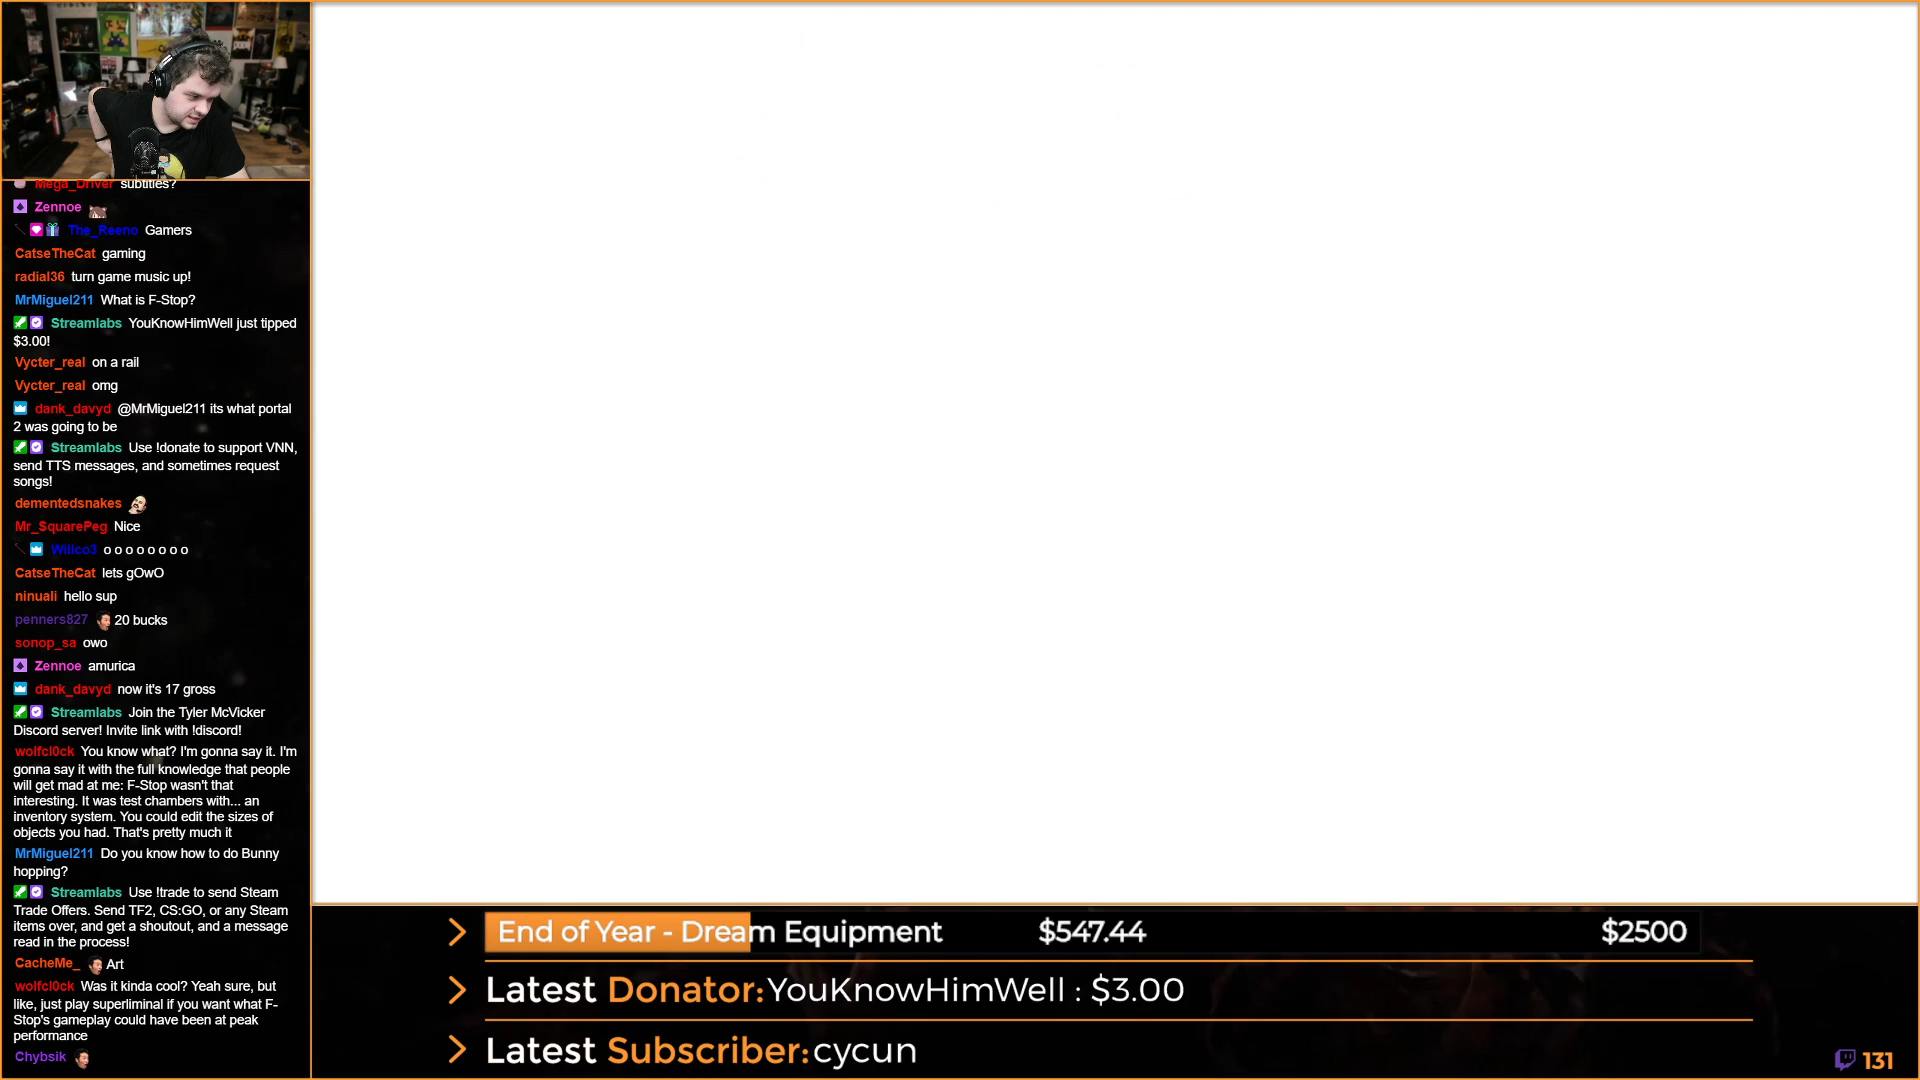 Mega_Driver subtitles?
Zennoe
The_Reeno Gamers
CatseTheCat gaming
radial36 turn game music up!
MrMiguel211 What is F-Stop?
Streamlabs YouKnowHimWell just tipped
$3.00!
Vycter_real on a rail
Vycter_real omg
dank_davyd @MrMiguel211 its what portal
2 was going to be
Streamlabs Use !donate to support VNN,
send TTS messages, and sometimes request
songs!
dementedsnakes
Mr_SquarePeg Nice
Willco3 o o o o o o o o
CatseTheCat lets gOwO
ninuali hello sup
penners827 20 bucks
sonop_sa owo
Zennoe amurica
dank_davyd now it's 17 gross
Streamlabs Join the Tyler McVicker
Discord server! Invite link with !discord!
wolfcl0ck You know what? I'm gonna say it. I'm
gonna say it with the full knowledge that people
will get mad at me: F-Stop wasn't that
interesting. It was test chambers with... an
inventory system. You could edit the sizes of
objects you had. That's pretty much it
MrMiguel211 Do you know how to do Bunny
hopping?
Streamlabs Use !trade to send Steam
Trade Offers. Send TF2, CS:GO, or any Steam
items over, and get a shoutout, and a message
read in the process!
CacheMe_ Art
wolfcl0ck Was it kinda cool? Yeah sure, but
like, just play superliminal if you want what F-
Stop's gameplay could have been at peak
performance
Chybsik
End of Year - Dream Equipment $547.44 $2500
Latest Donator:YouKnowHimWell : $3.00
Latest Subscriber:cycun
131